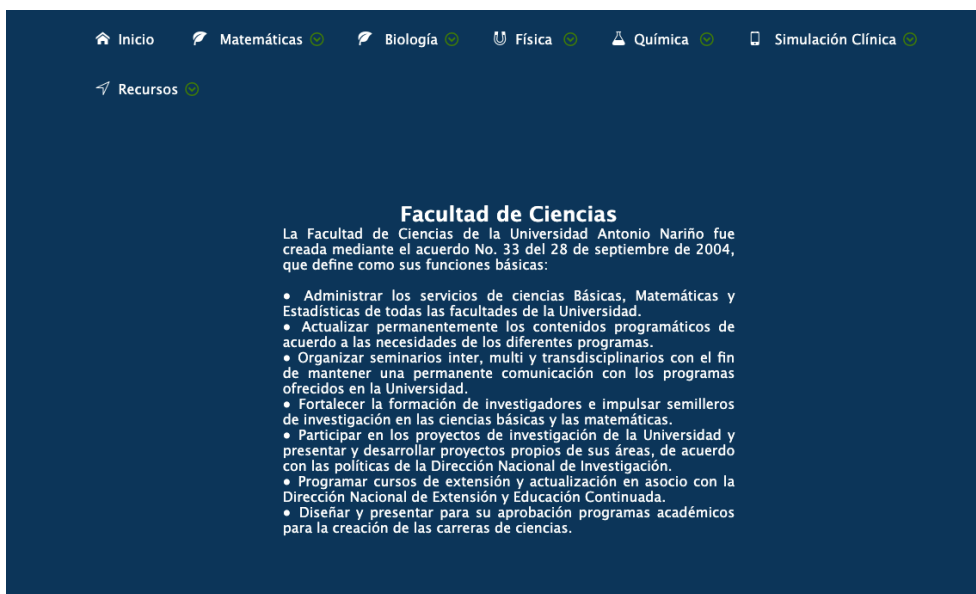 Inicio Matemáticas Biología Física Química Simulación Clínica
Recursos
Facultad de Ciencias
La Facultad de Ciencias de la Universidad Antonio Nariño fue
creada mediante el acuerdo No. 33 del 28 de septiembre de 2004,
que define como sus funciones básicas:
● Administrar los servicios de ciencias Básicas, Matemáticas y
Estadísticas de todas las facultades de la Universidad.
● Actualizar permanentemente los contenidos programáticos de
acuerdo a las necesidades de los diferentes programas.
● Organizar seminarios inter, multi y transdisciplinarios con el fin
de mantener una permanente comunicación con los programas
ofrecidos en la Universidad.
● Fortalecer la formación de investigadores e impulsar semilleros
de investigación en las ciencias básicas y las matemáticas.
● Participar en los proyectos de investigación de la Universidad y
presentar y desarrollar proyectos propios de sus áreas, de acuerdo
con las políticas de la Dirección Nacional de Investigación.
● Programar cursos de extensión y actualización en asocio con la
Dirección Nacional de Extensión y Educación Continuada.
● Diseñar y presentar para su aprobación programas académicos
para la creación de las carreras de ciencias.